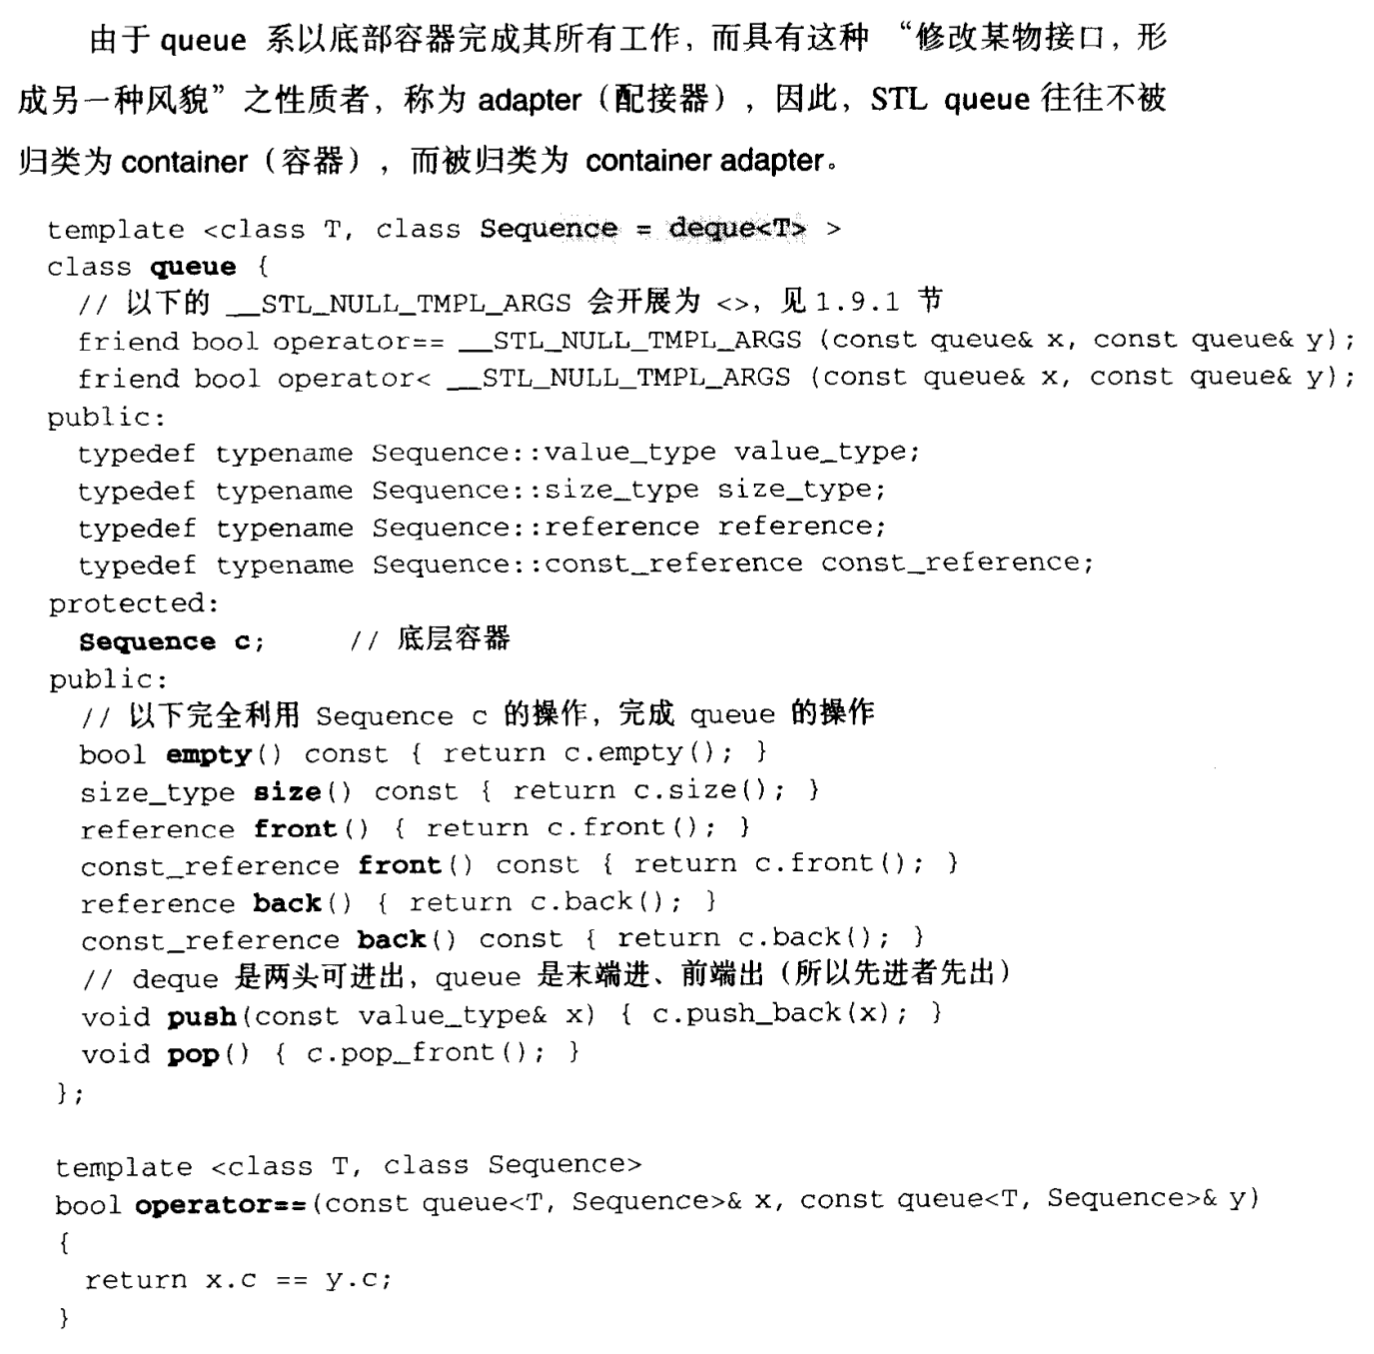 由于 queue 系以底部容器完成其所有工作，而具有这种 “修改某物接口，形
成另一种风貌”之性质者，称为 adapter（配接器），因此，STL queue 往往不被
归类为 container（容器），而被归类为 container adapter。
template <class T, class Sequence = deque<T> >
class queue {
// 以下的 __STL_NULL_TMPL_ARGS 会开展为 <>，见 1.9.1 节
friend bool operator== __STL_NULL_TMPL_ARGS (const queue& x, const queue& y);
friend bool operator< __STL_NULL_TMPL_ARGS (const queue& x, const queue& y);
public:
typedef typename Sequence::value_type value_type;
typedef typename Sequence::size_type size_type;
typedef typename Sequence::reference reference;
typedef typename Sequence::const_reference const_reference;
protected:
Sequence c; // 底层容器
public:
// 以下完全利用 Sequence c 的操作，完成 queue 的操作
bool empty() const { return c.empty(); }
size_type size() const { return c.size(); }
reference front() { return c.front(); }
const_reference front() const { return c.front(); }
reference back() { return c.back(); }
const_reference back() const { return c.back(); }
// deque 是两头可进出，queue 是末端进、前端出（所以先进者先出）
void push(const value_type& x) { c.push_back(x); }
void pop() { c.pop_front(); }
};
template <class T, class Sequence>
bool operator==(const queue<T, Sequence>& x, const queue<T, Sequence>& y)
{
return x.c == y.c;
}